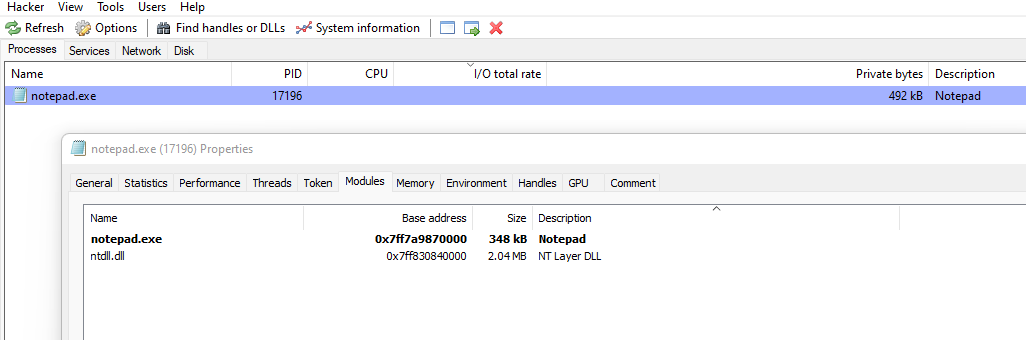 Hacker View Tools Users Help
Refresh Options Find handles or DLLs System information
Processes Services Network Disk
Name PID CPU I/O total rate Private bytes Description
notepad.exe 17196 492 kB Notepad
notepad.exe (17196) Properties
General Statistics Performance Threads Token Modules Memory Environment Handles GPU Comment
Name Base address Size Description
notepad.exe 0x7ff7a9870000 348 kB Notepad
ntdll.dll 0x7ff830840000 2.04 MB NT Layer DLL